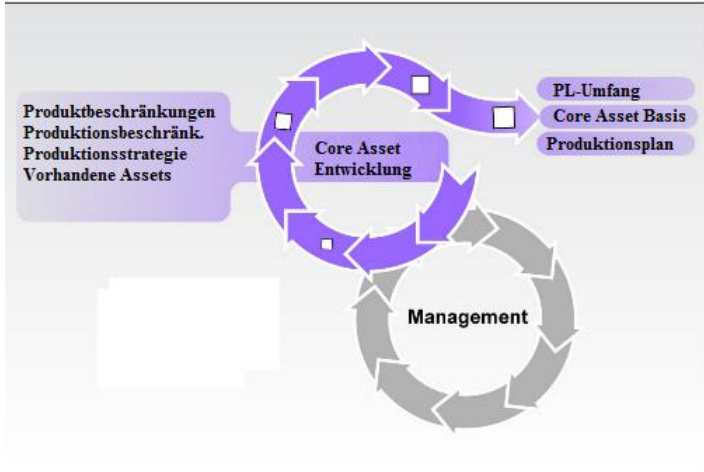 Produktbeschränkungen
Produktionsbeschränk.
Produktionsstrategie
Vorhandene Assets
Core Asset
Entwicklung
PL-Umfang
Core Asset Basis
Produktionsplan
Management